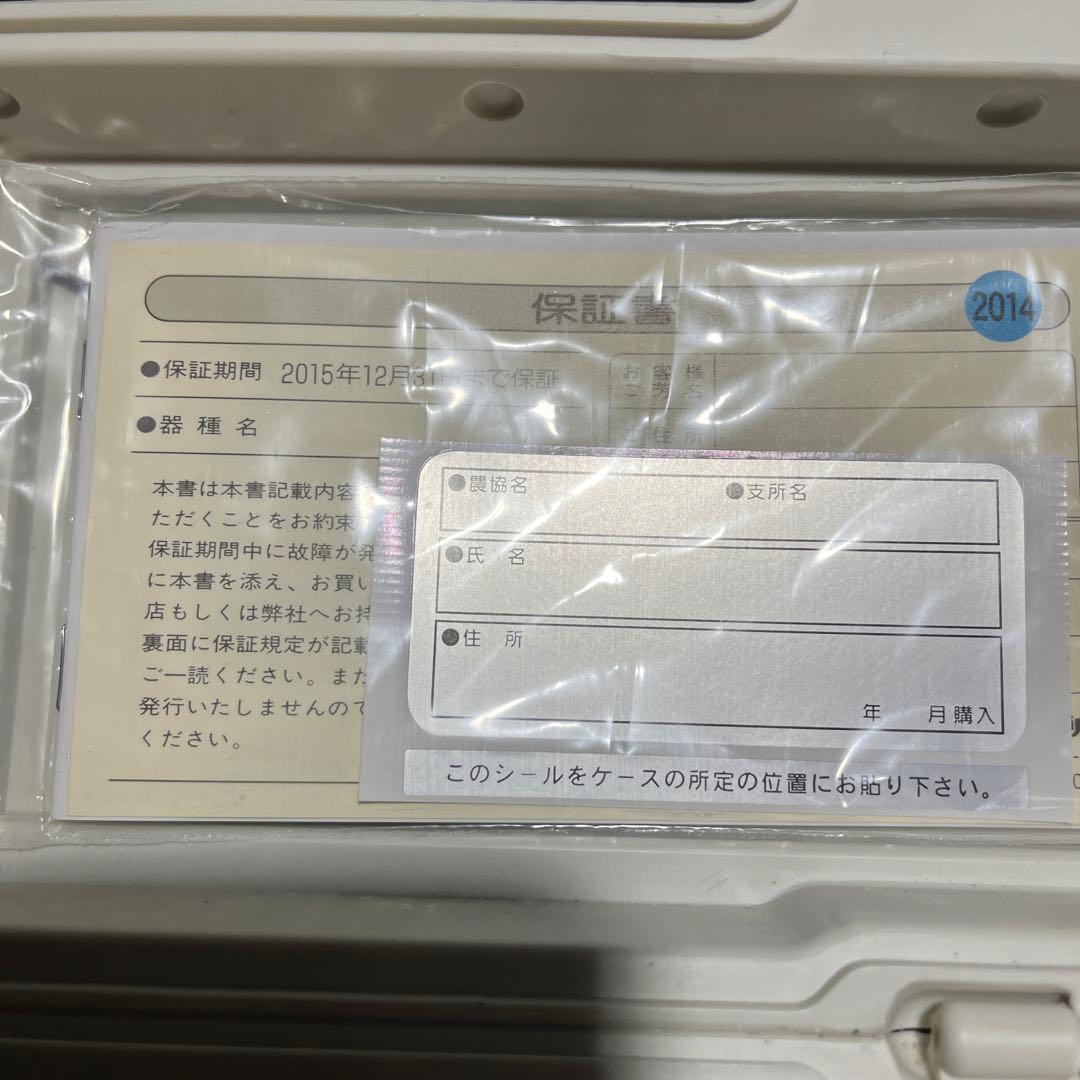 保証書
2014
●保証期間 2015年12月31日まで保証
お客様
ご芳名
●器種名
ご住所
本書は本書記載内容
ただくことをお約束
保証期間中に故障が発
に本書を添え、お買い
店もしくは弊社へお持
裏面に保証規定が記載
ご一読ください。また
発行いたしませんので
ください。
●農協名 ●支所名
●氏名
●住所
年 月購入
このシールをケースの所定の位置にお貼り下さい。